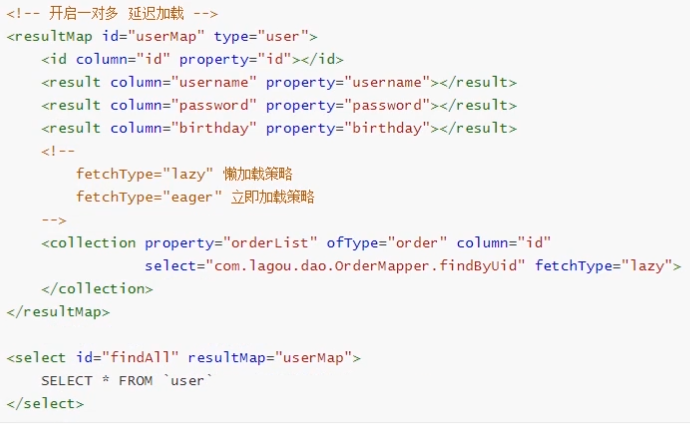 <!-- 开启一对多 延迟加载 -->
<resultMap id="userMap" type="user">
    <id column="id" property="id"></id>
    <result column="username" property="username"></result>
    <result column="password" property="password"></result>
    <result column="birthday" property="birthday"></result>
    <!--
        fetchType="lazy" 懒加载策略
        fetchType="eager" 立即加载策略
    -->
    <collection property="orderList" ofType="order" column="id"
                select="com.lagou.dao.OrderMapper.findByUid" fetchType="lazy">
    </collection>
</resultMap>

<select id="findAll" resultMap="userMap">
    SELECT * FROM `user`
</select>